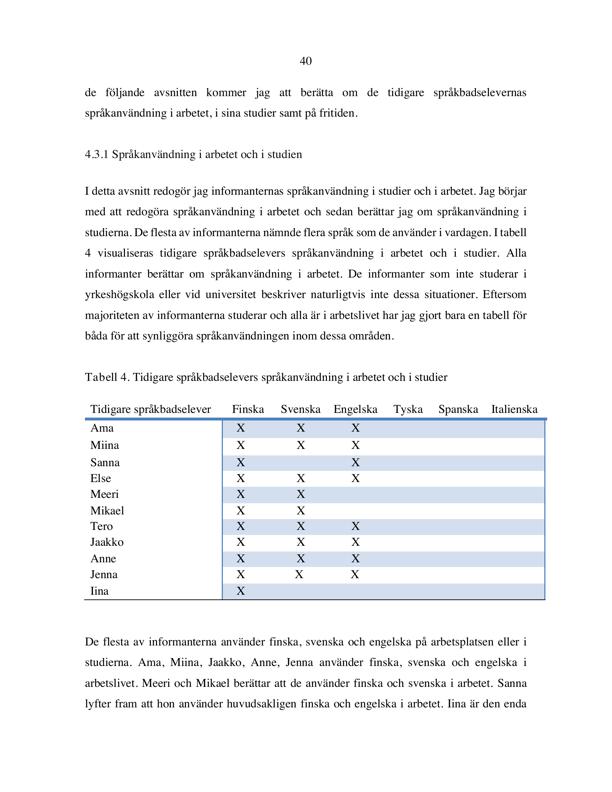 40
de följande avsnitten kommer jag att berätta om de tidigare språkbadselevernas
språkanvändning i arbetet, i sina studier samt på fritiden.
4.3.1 Språkanvändning i arbetet och i studien
I detta avsnitt redogör jag informanternas språkanvändning i studier och i arbetet. Jag börjar
med att redogöra språkanvändning i arbetet och sedan berättar jag om språkanvändning i
studierna. De flesta av informanterna nämnde flera språk som de använder i vardagen. I tabell
4 visualiseras tidigare språkbadselevers språkanvändning i arbetet och i studier. Alla
informanter berättar om språkanvändning i arbetet. De informanter som inte studerar i
yrkeshögskola eller vid universitet beskriver naturligtvis inte dessa situationer. Eftersom
majoriteten av informanterna studerar och alla är i arbetslivet har jag gjort bara en tabell för
båda för att synliggöra språkanvändningen inom dessa områden.
Tabell 4. Tidigare språkbadselevers språkanvändning i arbetet och i studier
Tidigare språkbadselever Finska Svenska Engelska Tyska Spanska Italienska
Ama X X X
Miina X X X
Sanna X X
Else X X X
Meeri X X
Mikael X X
Tero X X X
Jaakko X X X
Anne X X X
Jenna X X X
Iina X
De flesta av informanterna använder finska, svenska och engelska på arbetsplatsen eller i
studierna. Ama, Miina, Jaakko, Anne, Jenna använder finska, svenska och engelska i
arbetslivet. Meeri och Mikael berättar att de använder finska och svenska i arbetet. Sanna
lyfter fram att hon använder huvudsakligen finska och engelska i arbetet. Iina är den enda